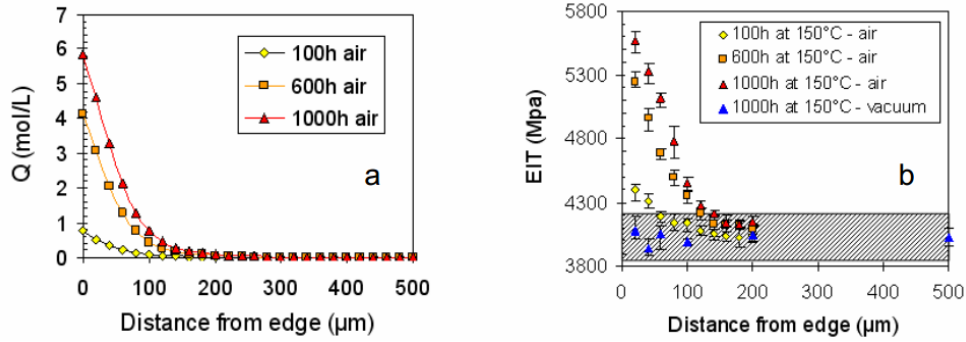 7
6
5
4
3
2
1
0
Q (mol/L)
100h air
600h air
1000h air
a
0 100 200 300 400 500
Distance from edge (µm)
5800
5300
4800
4300
3800
EIT (Mpa)
100h at 150°C - air
600h at 150°C - air
1000h at 150°C - air
1000h at 150°C - vacuum
b
0 100 200 300 400 500
Distance from edge (µm)